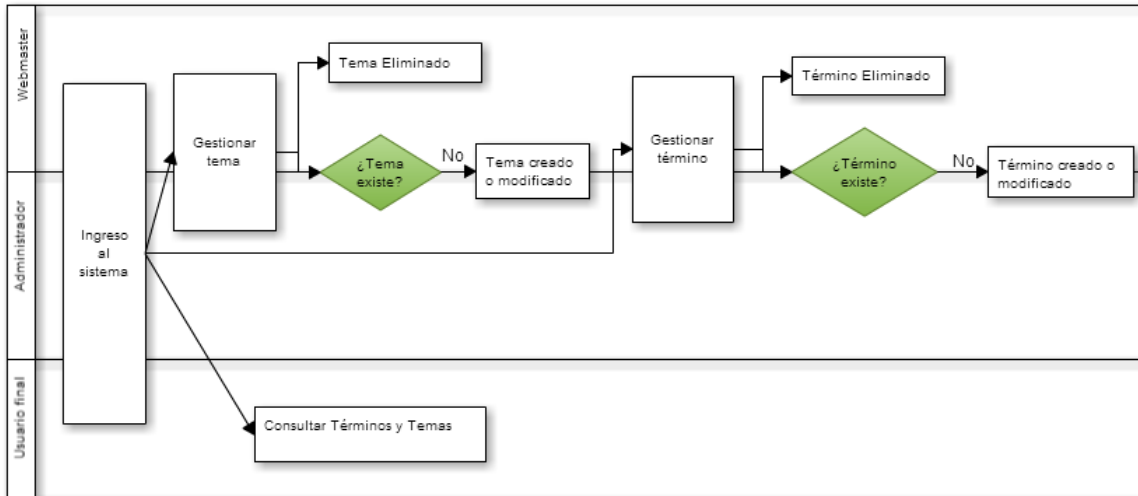 Webmaster
Administrador
Usuario final
Ingreso
al
sistema
Gestionar
tema
Tema Eliminado
¿Tema
existe?
No
Tema creado
o modificado
Gestionar
término
Término Eliminado
¿Término
existe?
No
Término creado o
modificado
Consultar Términos y Temas